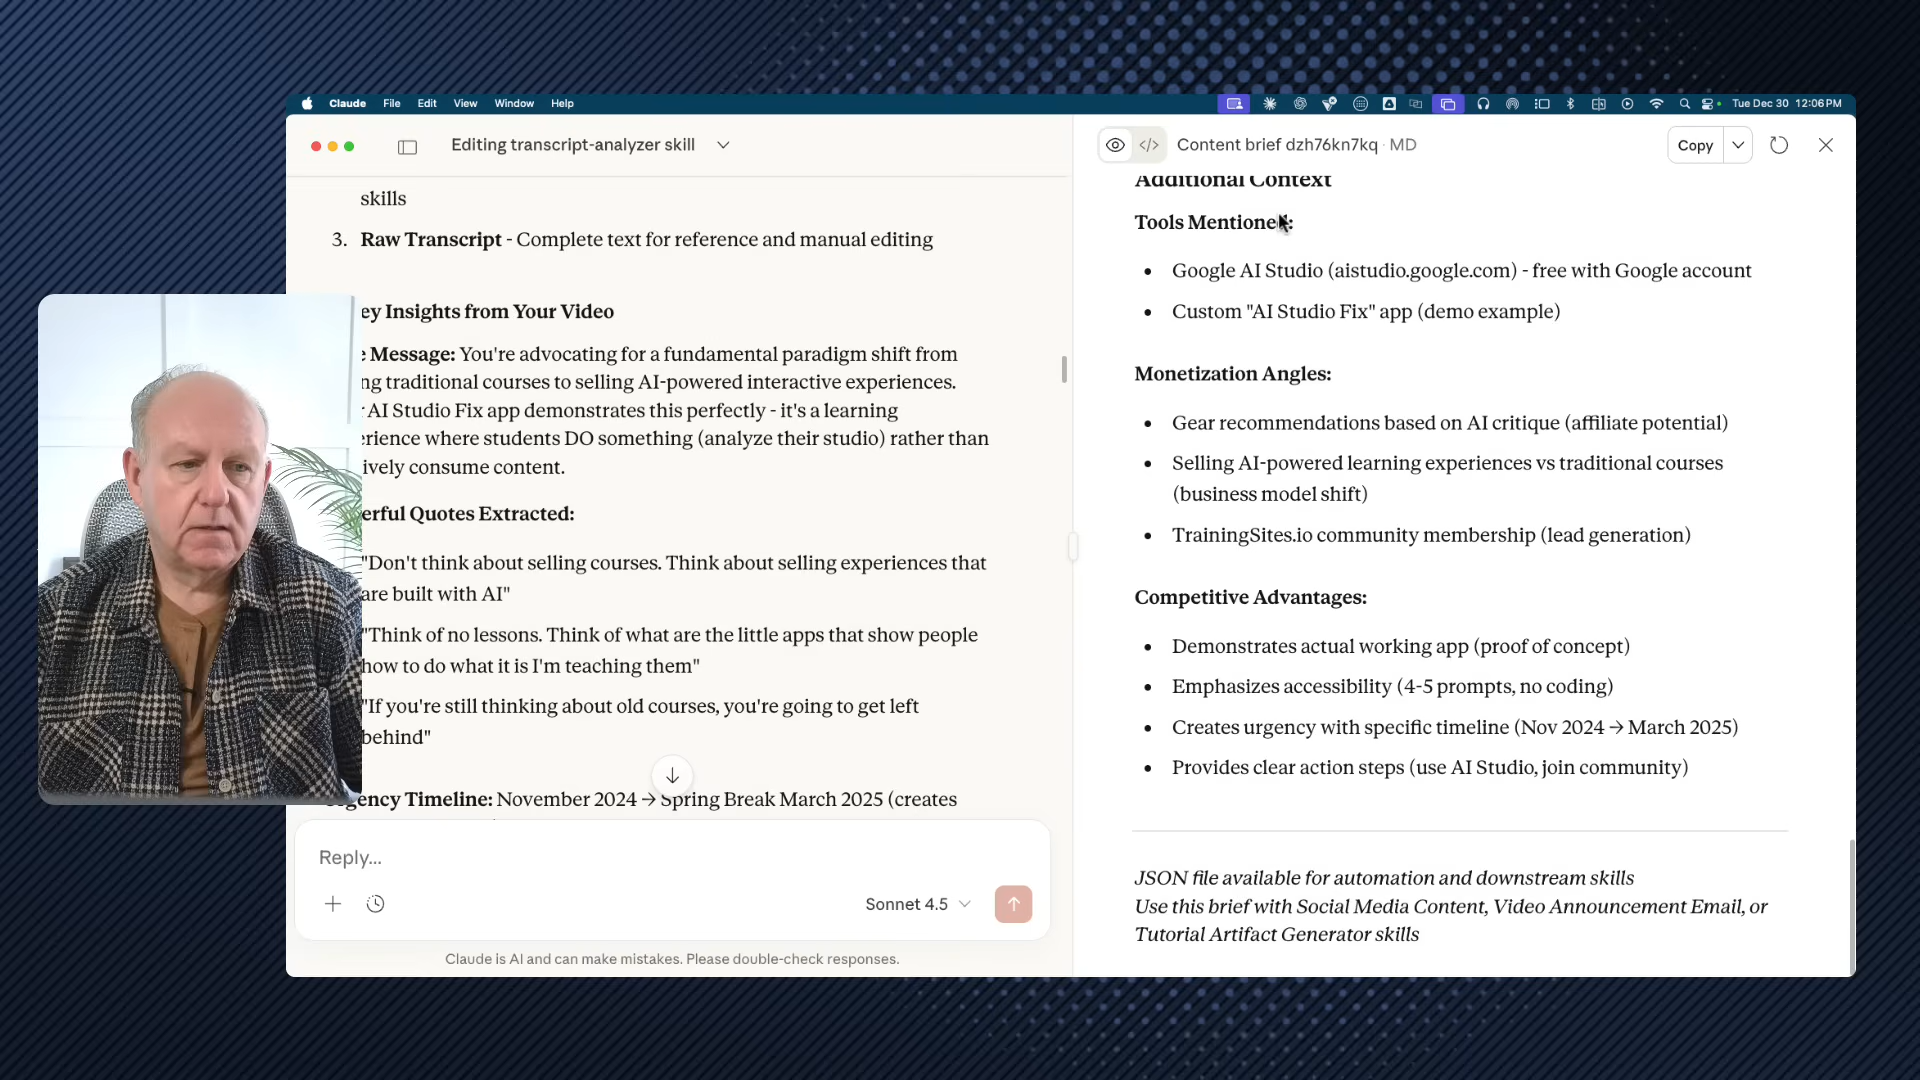 Claude File Edit View Window Help
Tue Dec 30 12:06 PM
Editing transcript-analyzer skill
skills
3. Raw Transcript - Complete text for reference and manual editing
ey Insights from Your Video
e Message: You're advocating for a fundamental paradigm shift from
ng traditional courses to selling AI-powered interactive experiences.
AI Studio Fix app demonstrates this perfectly - it's a learning
erience where students DO something (analyze their studio) rather than
ively consume content.
erful Quotes Extracted:
"Don't think about selling courses. Think about selling experiences that
are built with AI"
"Think of no lessons. Think of what are the little apps that show people
how to do what it is I'm teaching them"
"If you're still thinking about old courses, you're going to get left
behind"
gency Timeline: November 2024 → Spring Break March 2025 (creates
Reply...
Sonnet 4.5
Claude is AI and can make mistakes. Please double-check responses.
Content brief dzh76kn7kq · MD
Copy
Additional Context
Tools Mentioned:
• Google AI Studio (aistudio.google.com) - free with Google account
• Custom "AI Studio Fix" app (demo example)
Monetization Angles:
• Gear recommendations based on AI critique (affiliate potential)
• Selling AI-powered learning experiences vs traditional courses
(business model shift)
• TrainingSites.io community membership (lead generation)
Competitive Advantages:
• Demonstrates actual working app (proof of concept)
• Emphasizes accessibility (4-5 prompts, no coding)
• Creates urgency with specific timeline (Nov 2024 → March 2025)
• Provides clear action steps (use AI Studio, join community)
JSON file available for automation and downstream skills
Use this brief with Social Media Content, Video Announcement Email, or
Tutorial Artifact Generator skills